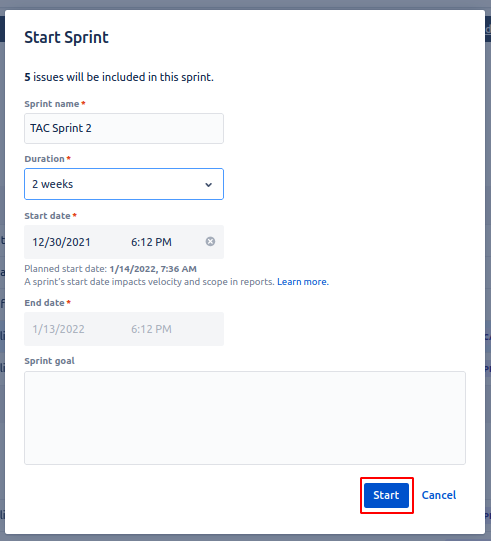 Start Sprint
5 issues will be included in this sprint.
Sprint name *
TAC Sprint 2
Duration *
2 weeks
Start date *
12/30/2021 6:12 PM
Planned start date: 1/14/2022, 7:36 AM
A sprint's start date impacts velocity and scope in reports. Learn more.
End date *
1/13/2022 6:12 PM
Sprint goal
Start Cancel